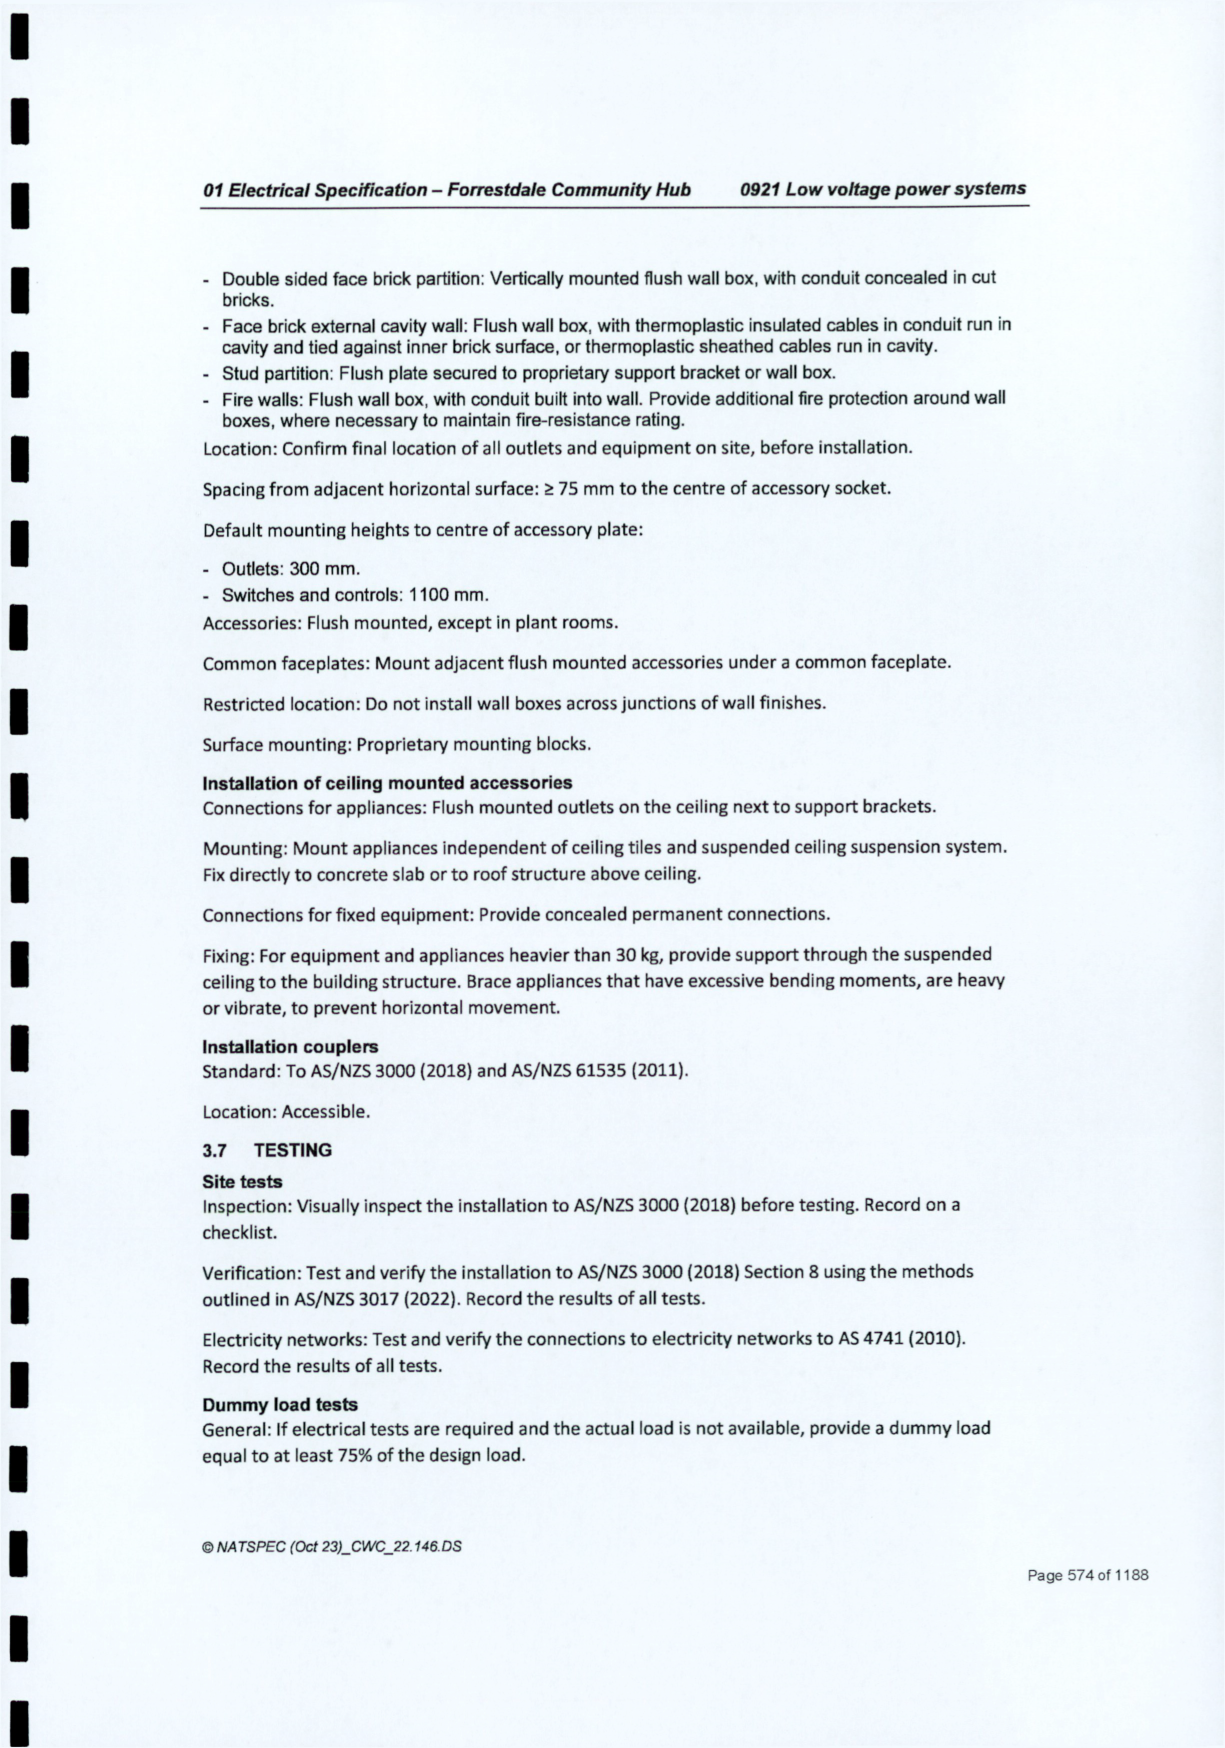 01 Electrical Specification – Forrestdale Community Hub 0921 Low voltage power systems
- Double sided face brick partition: Vertically mounted flush wall box, with conduit concealed in cut
bricks.
- Face brick external cavity wall: Flush wall box, with thermoplastic insulated cables in conduit run in
cavity and tied against inner brick surface, or thermoplastic sheathed cables run in cavity.
- Stud partition: Flush plate secured to proprietary support bracket or wall box.
- Fire walls: Flush wall box, with conduit built into wall. Provide additional fire protection around wall
boxes, where necessary to maintain fire-resistance rating.
Location: Confirm final location of all outlets and equipment on site, before installation.
Spacing from adjacent horizontal surface: ≥ 75 mm to the centre of accessory socket.
Default mounting heights to centre of accessory plate:
- Outlets: 300 mm.
- Switches and controls: 1100 mm.
Accessories: Flush mounted, except in plant rooms.
Common faceplates: Mount adjacent flush mounted accessories under a common faceplate.
Restricted location: Do not install wall boxes across junctions of wall finishes.
Surface mounting: Proprietary mounting blocks.
Installation of ceiling mounted accessories
Connections for appliances: Flush mounted outlets on the ceiling next to support brackets.
Mounting: Mount appliances independent of ceiling tiles and suspended ceiling suspension system.
Fix directly to concrete slab or to roof structure above ceiling.
Connections for fixed equipment: Provide concealed permanent connections.
Fixing: For equipment and appliances heavier than 30 kg, provide support through the suspended
ceiling to the building structure. Brace appliances that have excessive bending moments, are heavy
or vibrate, to prevent horizontal movement.
Installation couplers
Standard: To AS/NZS 3000 (2018) and AS/NZS 61535 (2011).
Location: Accessible.
3.7 TESTING
Site tests
Inspection: Visually inspect the installation to AS/NZS 3000 (2018) before testing. Record on a
checklist.
Verification: Test and verify the installation to AS/NZS 3000 (2018) Section 8 using the methods
outlined in AS/NZS 3017 (2022). Record the results of all tests.
Electricity networks: Test and verify the connections to electricity networks to AS 4741 (2010).
Record the results of all tests.
Dummy load tests
General: If electrical tests are required and the actual load is not available, provide a dummy load
equal to at least 75% of the design load.
© NATSPEC (Oct 23)_CWC_22.146.DS
Page 574 of 1188